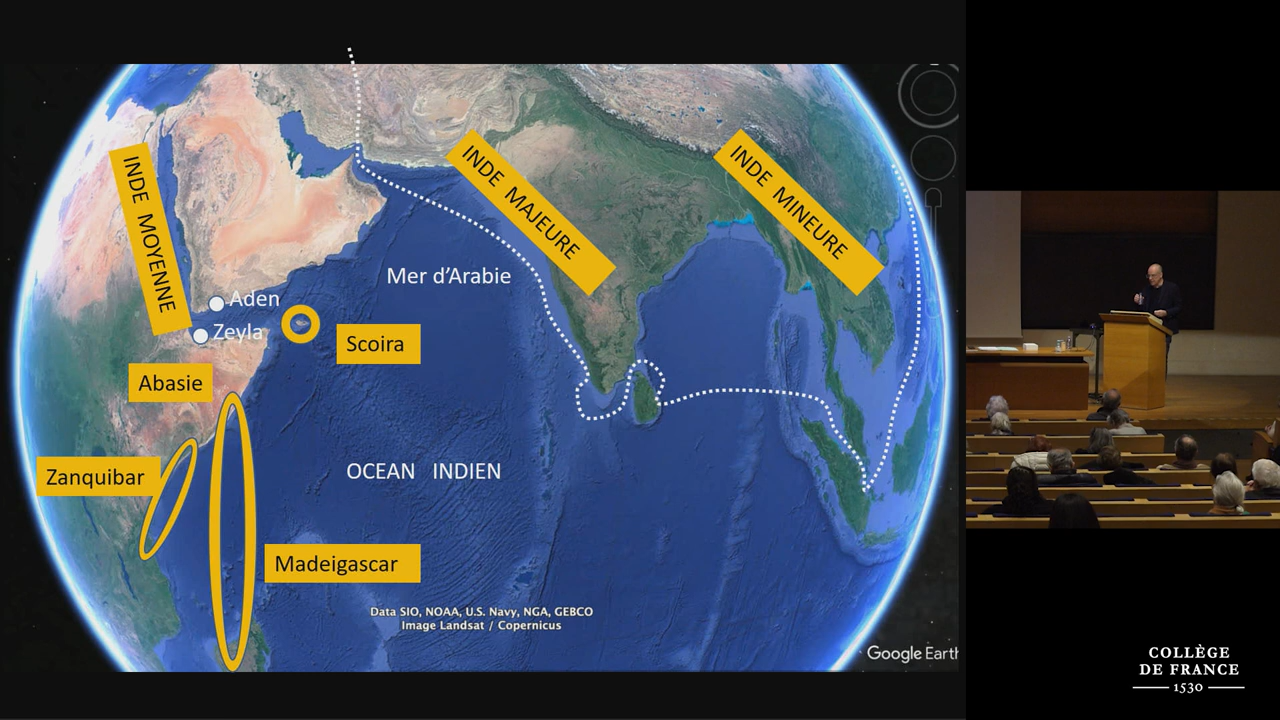 INDE MOYENNE
INDE MAJEURE
INDE MINEURE
Mer d'Arabie
Aden
Zeyla
Scoira
Abasie
Zanquibar
OCEAN INDIEN
Madeigascar
Data SIO, NOAA, U.S. Navy, NGA, GEBCO
Image Landsat / Copernicus
Google Earth
COLLÈGE
DE FRANCE
1530